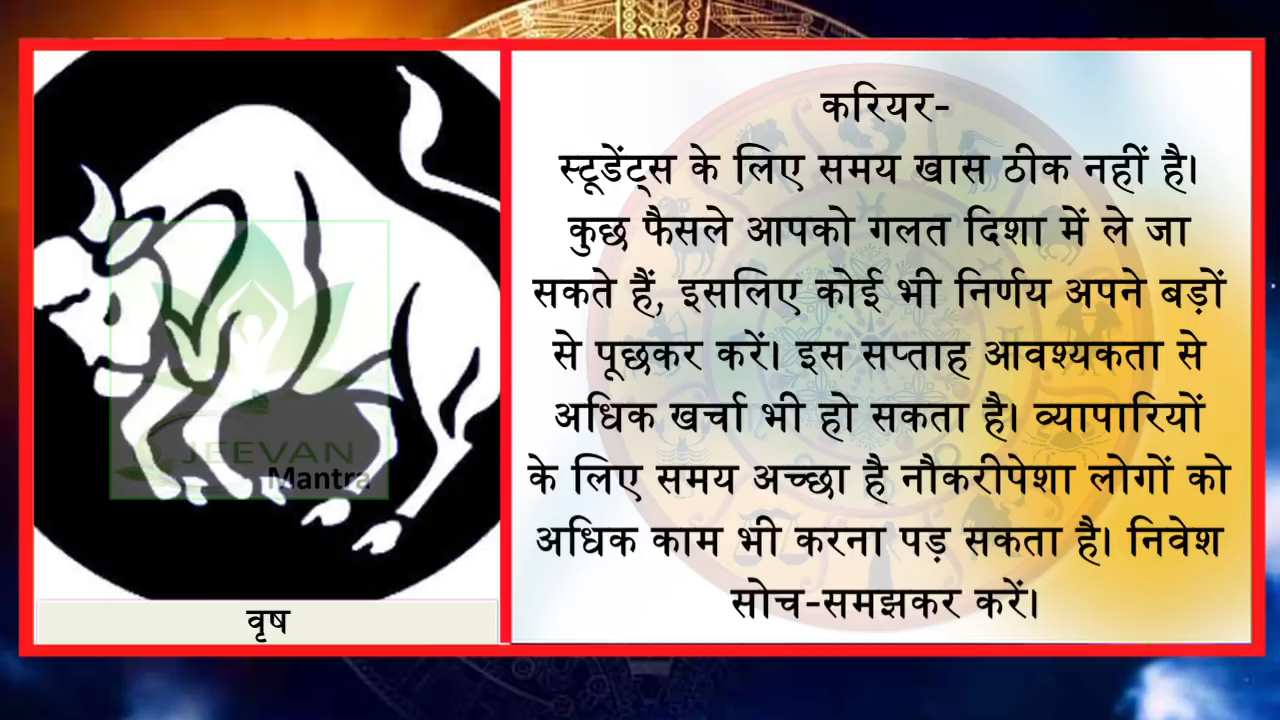 करियर-
स्टूडेंट्स के लिए समय खास ठीक नहीं है।
कुछ फैसले आपको गलत दिशा में ले जा
सकते हैं, इसलिए कोई भी निर्णय अपने बड़ों
से पूछकर करें। इस सप्ताह आवश्यकता से
अधिक खर्चा भी हो सकता है। व्यापारियों
के लिए समय अच्छा है नौकरीपेशा लोगों को
अधिक काम भी करना पड़ सकता है। निवेश
सोच-समझकर करें।
JEEVAN
Mantra
वृष